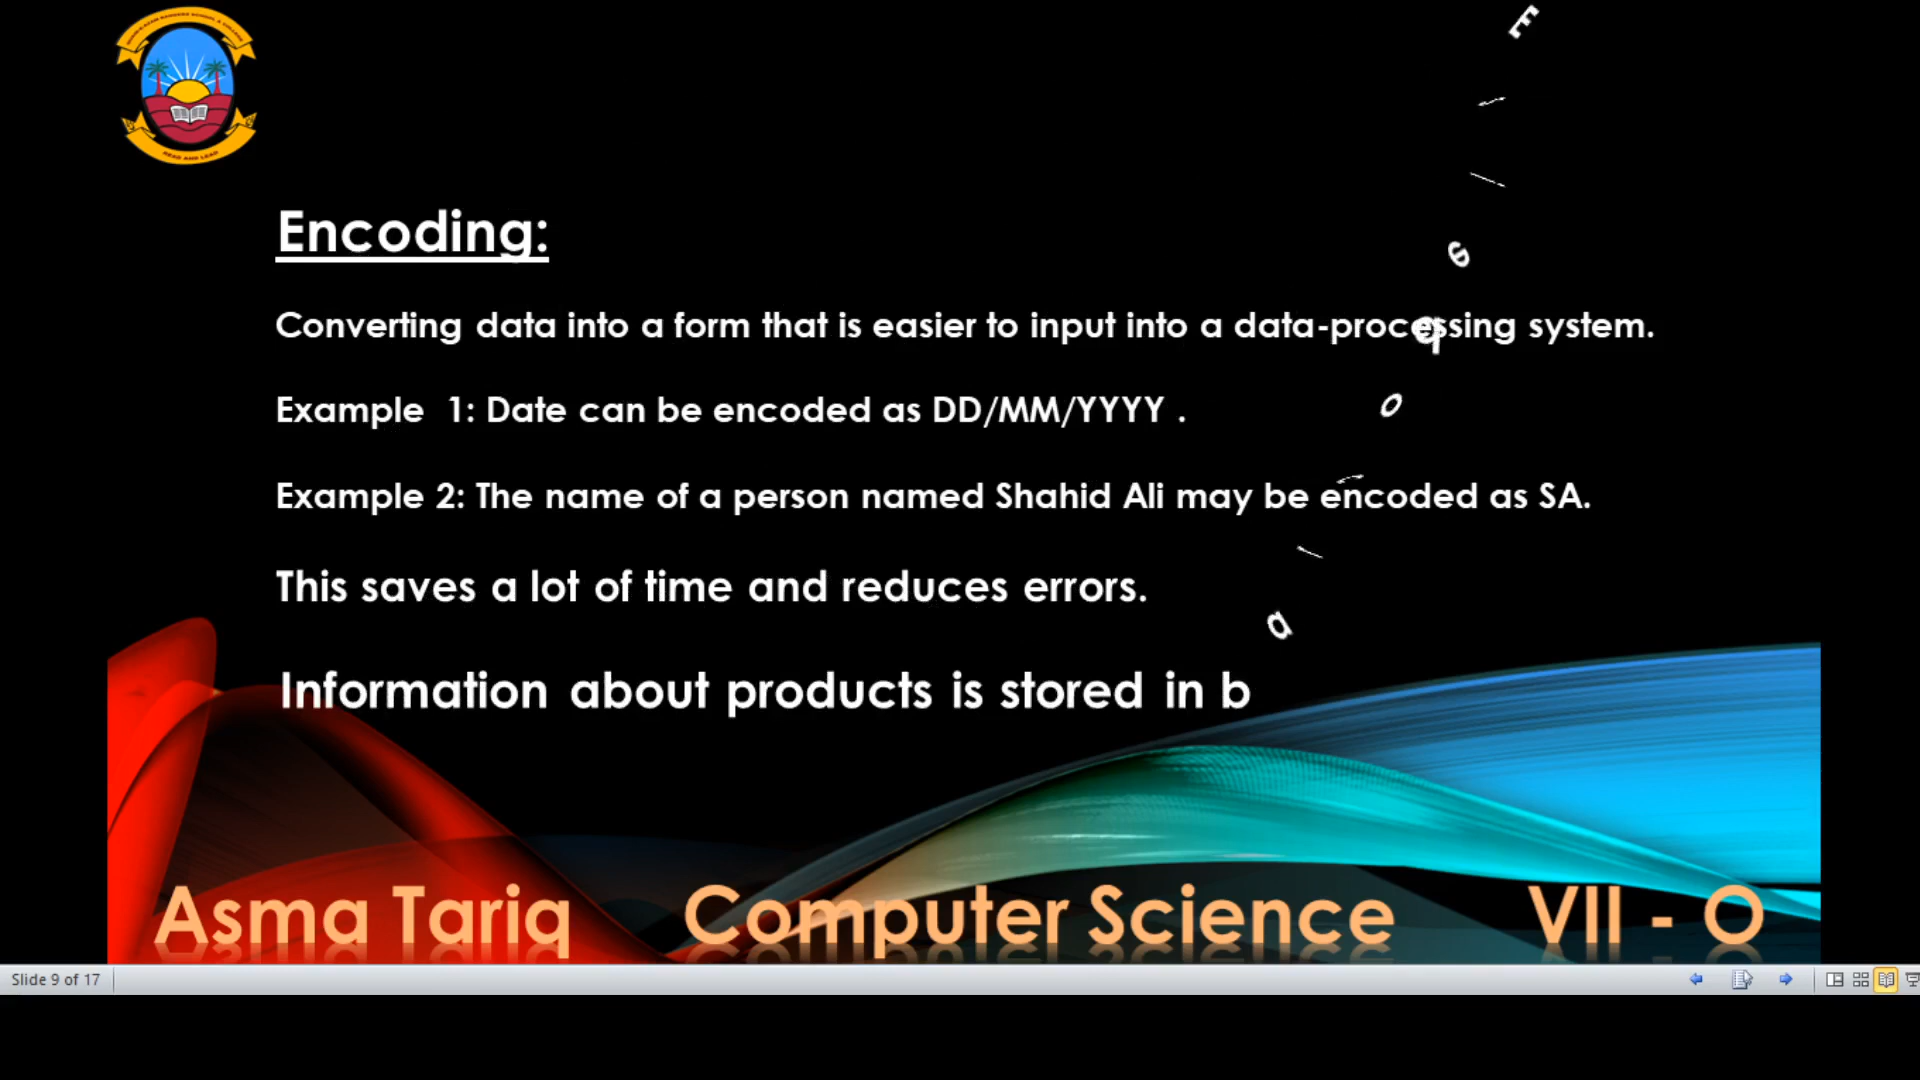 Encoding:
Converting data into a form that is easier to input into a data-processing system.
Example 1: Date can be encoded as DD/MM/YYYY .
Example 2: The name of a person named Shahid Ali may be encoded as SA.
This saves a lot of time and reduces errors.
Information about products is stored in b
Asma Tariq Computer Science VII - O
READ AND LEAD
Slide 9 of 17